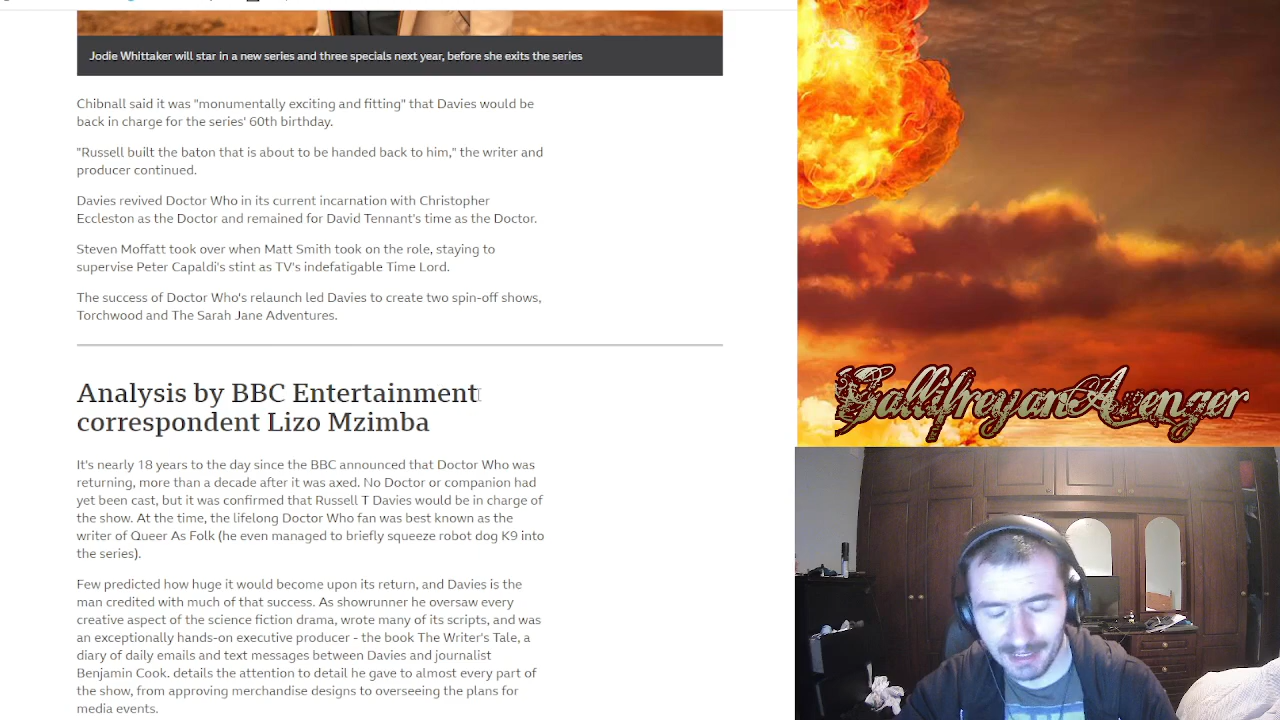 Jodie Whittaker will star in a new series and three specials next year, before she exits the series
Chibnall said it was "monumentally exciting and fitting" that Davies would be
back in charge for the series' 60th birthday.
"Russell built the baton that is about to be handed back to him," the writer and
producer continued.
Davies revived Doctor Who in its current incarnation with Christopher
Eccleston as the Doctor and remained for David Tennant's time as the Doctor.
Steven Moffatt took over when Matt Smith took on the role, staying to
supervise Peter Capaldi's stint as TV's indefatigable Time Lord.
The success of Doctor Who's relaunch led Davies to create two spin-off shows,
Torchwood and The Sarah Jane Adventures.
Analysis by BBC Entertainment
correspondent Lizo Mzimba
It's nearly 18 years to the day since the BBC announced that Doctor Who was
returning, more than a decade after it was axed. No Doctor or companion had
yet been cast, but it was confirmed that Russell T Davies would be in charge of
the show. At the time, the lifelong Doctor Who fan was best known as the
writer of Queer As Folk (he even managed to briefly squeeze robot dog K9 into
the series).
Few predicted how huge it would become upon its return, and Davies is the
man credited with much of that success. As showrunner he oversaw every
creative aspect of the science fiction drama, wrote many of its scripts, and was
an exceptionally hands-on executive producer - the book The Writer's Tale, a
diary of daily emails and text messages between Davies and journalist
Benjamin Cook. details the attention to detail he gave to almost every part of
the show, from approving merchandise designs to overseeing the plans for
media events.
GallifreyanAvenger